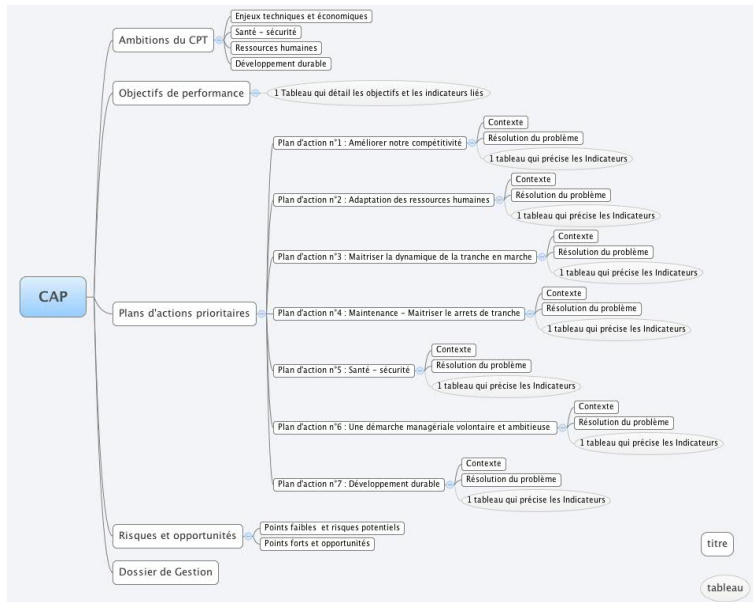 CAP
Ambitions du CPT
Enjeux techniques et économiques
Santé - sécurité
Ressources humaines
Développement durable
Objectifs de performance
1 Tableau qui détail les objectifs et les indicateurs liés
Plans d'actions prioritaires
Plan d'action n°1 : Améliorer notre compétitivité
Contexte
Résolution du problème
1 tableau qui précise les Indicateurs
Plan d'action n°2 : Adaptation des ressources humaines
Contexte
Résolution du problème
1 tableau qui précise les Indicateurs
Plan d'action n°3 : Maitriser la dynamique de la tranche en marche
Contexte
Résolution du problème
1 tableau qui précise les Indicateurs
Plan d'action n°4 : Maintenance - Maitriser le arrets de tranche
Contexte
Résolution du problème
1 tableau qui précise les Indicateurs
Plan d'action n°5 : Santé - sécurité
Contexte
Résolution du problème
1 tableau qui précise les Indicateurs
Plan d'action n°6 : Une démarche managériale volontaire et ambitieuse
Contexte
Résolution du problème
1 tableau qui précise les Indicateurs
Plan d'action n°7 : Développement durable
Contexte
Résolution du problème
1 tableau qui précise les Indicateurs
Risques et opportunités
Points faibles et risques potentiels
Points forts et opportunités
Dossier de Gestion
titre
tableau